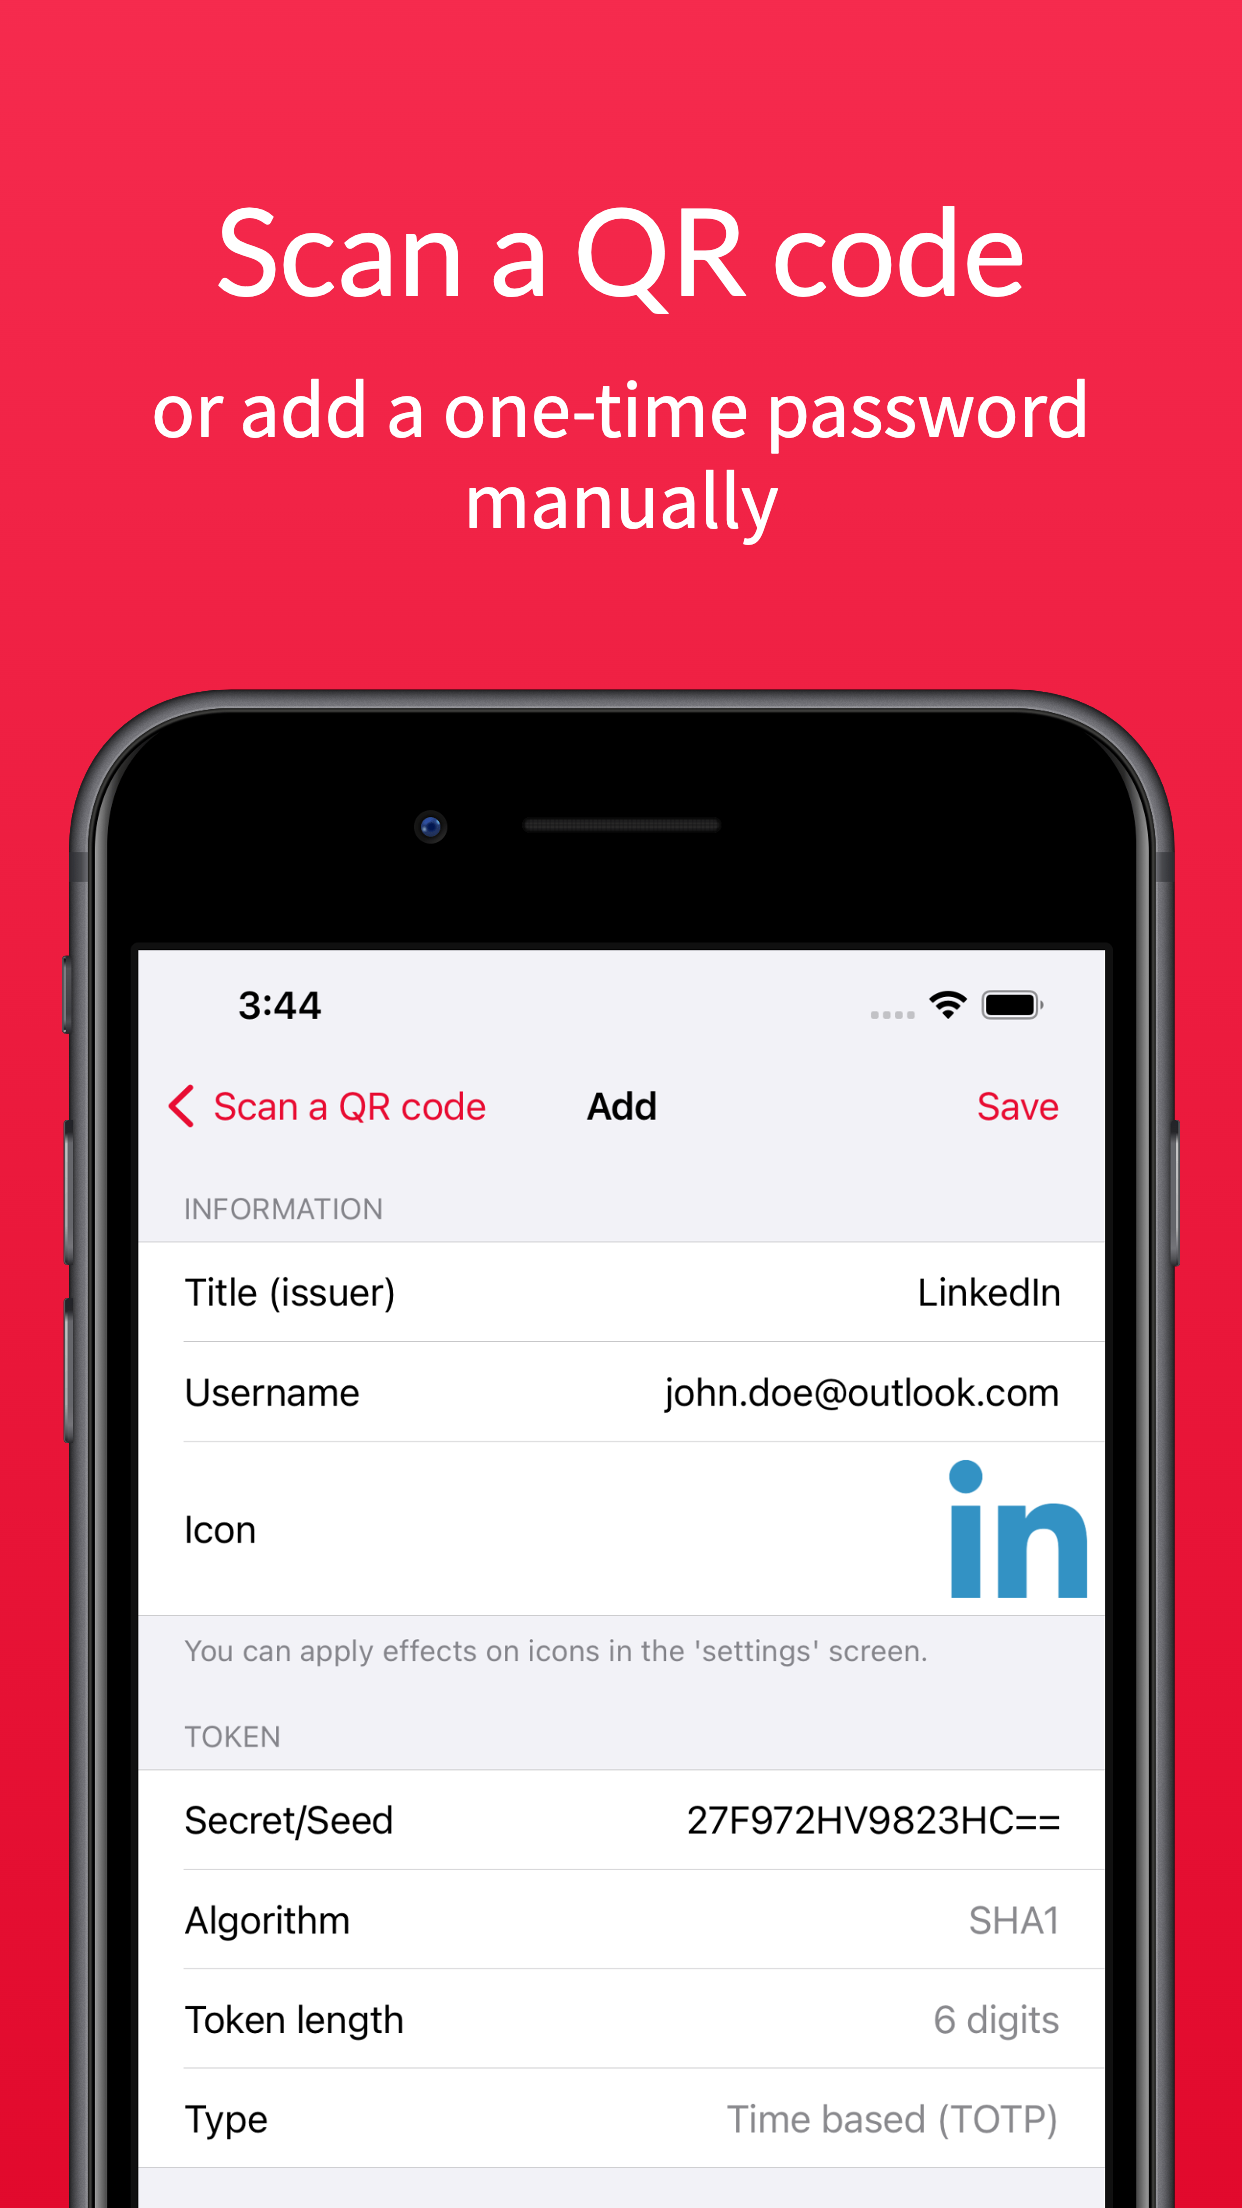 Scan a QR code
or add a one-time password
manually
3:44
Scan a QR code Add Save
INFORMATION
Title (issuer) LinkedIn
Username john.doe@outlook.com
Icon in
You can apply effects on icons in the 'settings' screen.
TOKEN
Secret/Seed 27F972HV9823HC==
Algorithm SHA1
Token length 6 digits
Type Time based (TOTP)